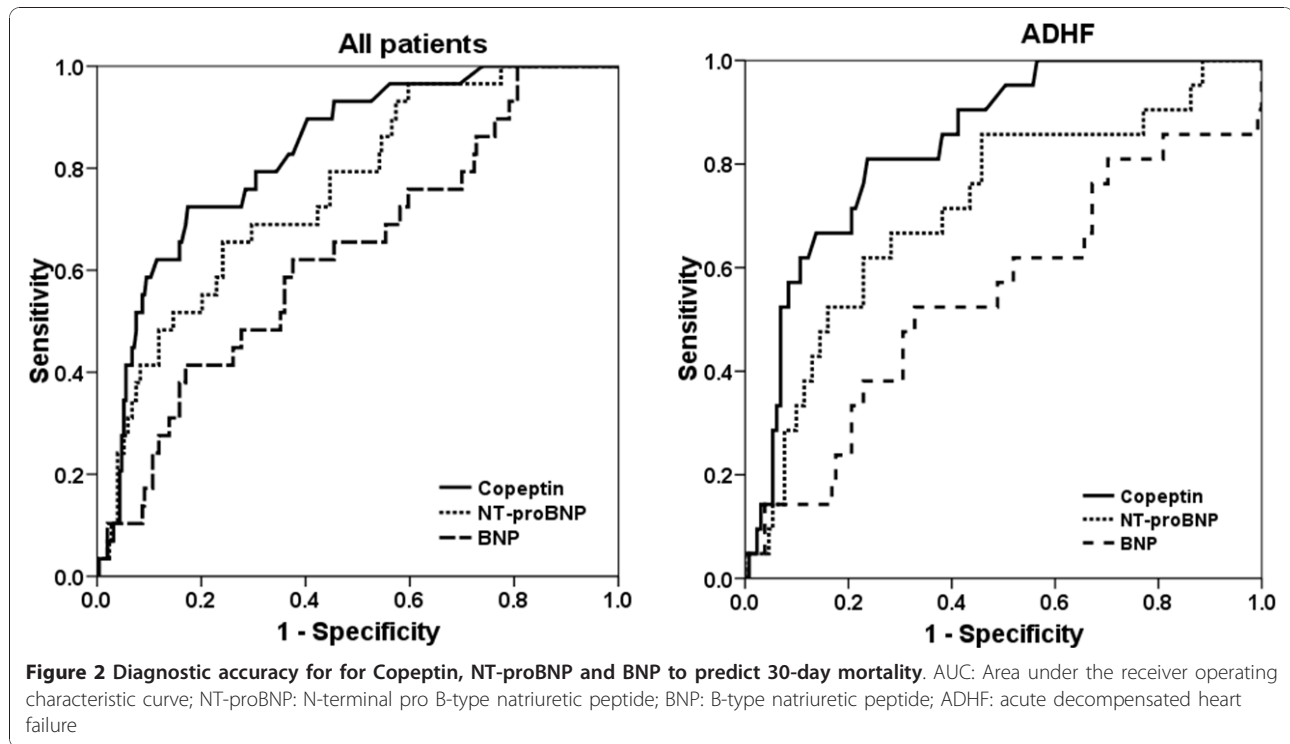 All patients
1.0
0.8
0.6
0.4
0.2
0.0
Sensitivity
0.0 0.2 0.4 0.6 0.8 1.0
1 - Specificity
Copeptin
NT-proBNP
BNP
ADHF
1.0
0.8
0.6
0.4
0.2
0.0
Sensitivity
0.0 0.2 0.4 0.6 0.8 1.0
1 - Specificity
Copeptin
NT-proBNP
BNP
Figure 2 Diagnostic accuracy for for Copeptin, NT-proBNP and BNP to predict 30-day mortality. AUC: Area under the receiver operating
characteristic curve; NT-proBNP: N-terminal pro B-type natriuretic peptide; BNP: B-type natriuretic peptide; ADHF: acute decompensated heart
failure